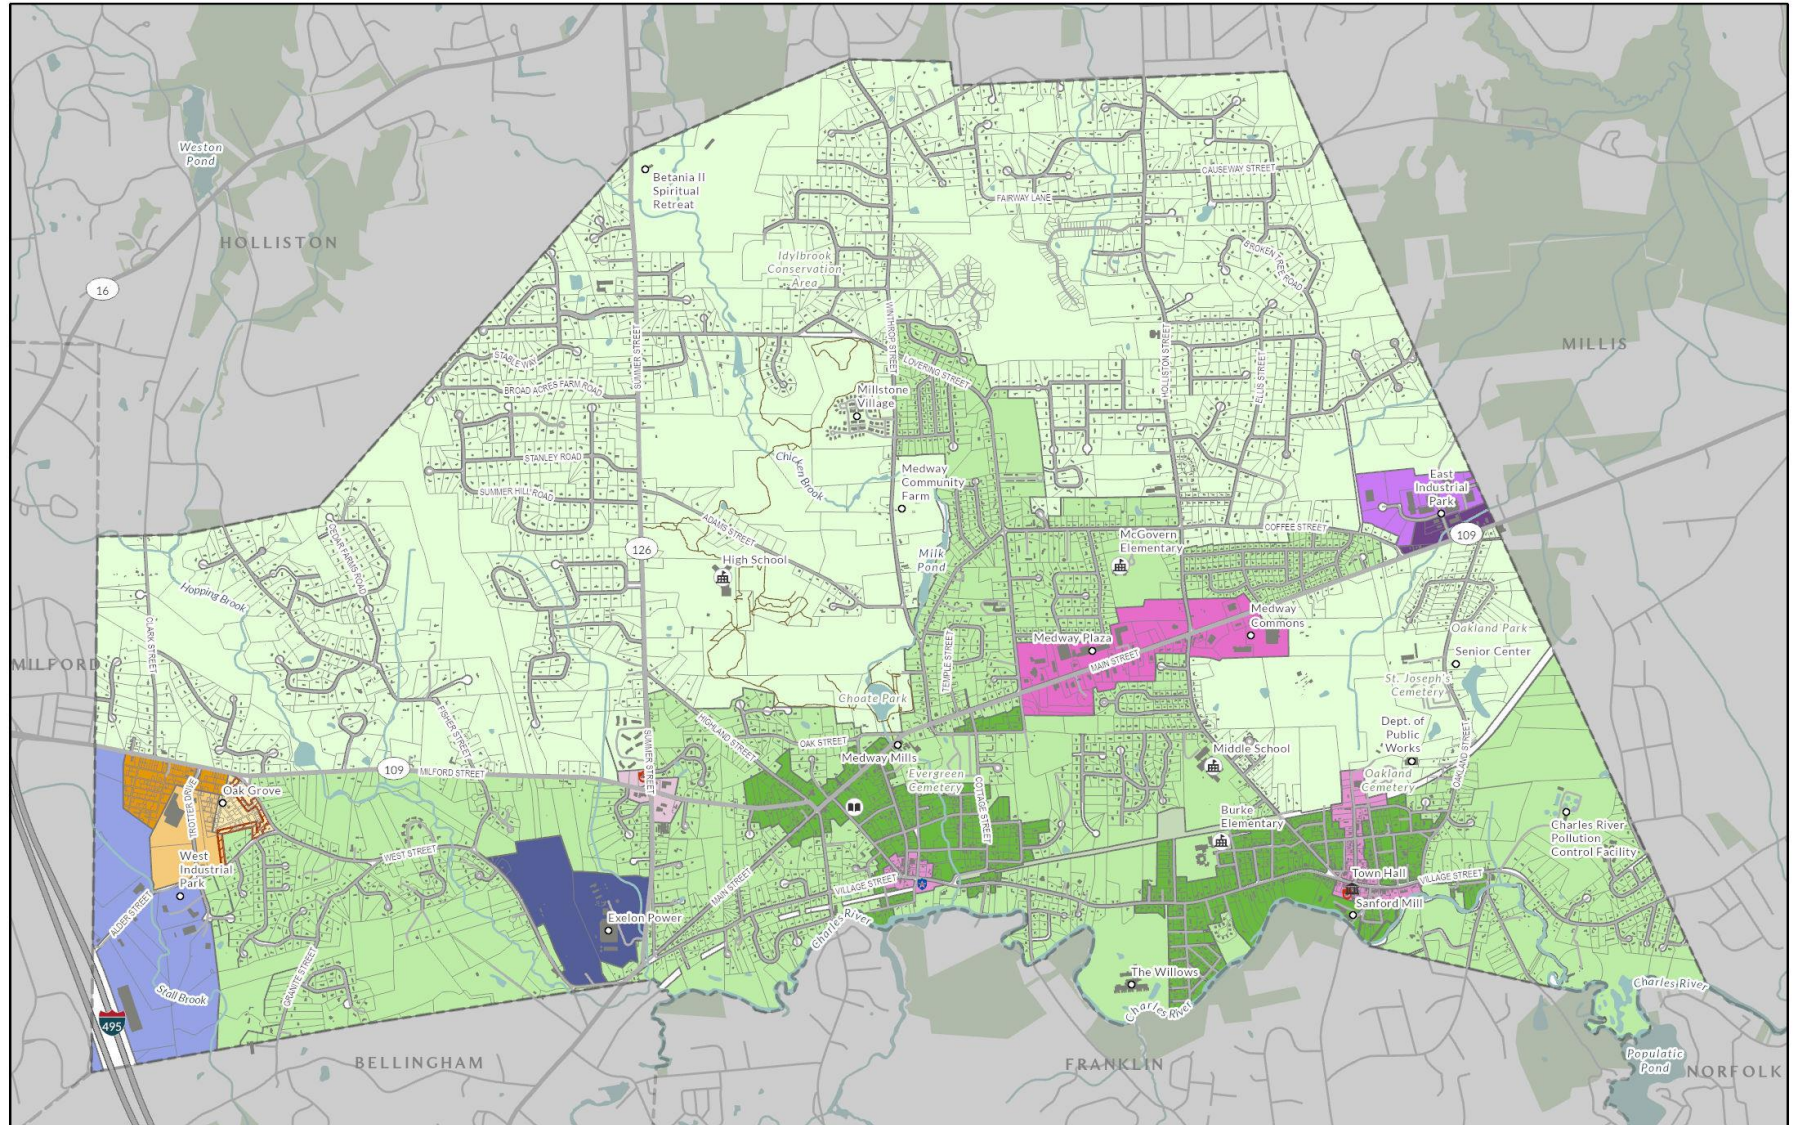 Weston
Pond
HOLLISTON
16
Betania II
Spiritual
Retreat
CAUSEWAY STREET
FAIRWAY LANE
BROKEN TREE ROAD
Idylbrook
Conservation
Area
WINTHROP STREET
SUMMER STREET
HOLLISTON STREET
ELLIS STREET
MILLIS
STABLE WAY
BROAD ACRES FARM ROAD
LOVERING STREET
Millstone
Village
STANLEY ROAD
SUMMER HILL ROAD
Chicken Brook
Medway
Community
Farm
East
Industrial
Park
109
COFFEE STREET
ADAMS STREET
CEDAR FARMS ROAD
126
High School
Milk
Pond
McGovern
Elementary
Hopping Brook
CLARK STREET
MILFORD
Medway
Commons
Medway Plaza
MAIN STREET
TEMPLE STREET
Oakland Park
Senior Center
St. Joseph's
Cemetery
Choate Park
FISHER STREET
HIGHLAND STREET
OAK STREET
SUMMER STREET
Medway Mills
Middle School
Dept. of
Public
Works
OAKLAND STREET
109
MILFORD STREET
Evergreen
Cemetery
Oakland
Cemetery
COTTAGE STREET
Oak Grove
TROTTER DRIVE
Burke
Elementary
Charles River
Pollution
Control Facility
WEST STREET
West
Industrial
Park
MAIN STREET
VILLAGE STREET
Town Hall
VILLAGE STREET
Sanford Mill
ALDER STREET
Exelon Power
Charles River
GRANITE STREET
The Willows
Stall Brook
Charles River
Charles River
495
BELLINGHAM
FRANKLIN
Populatic
Pond
NORFOLK